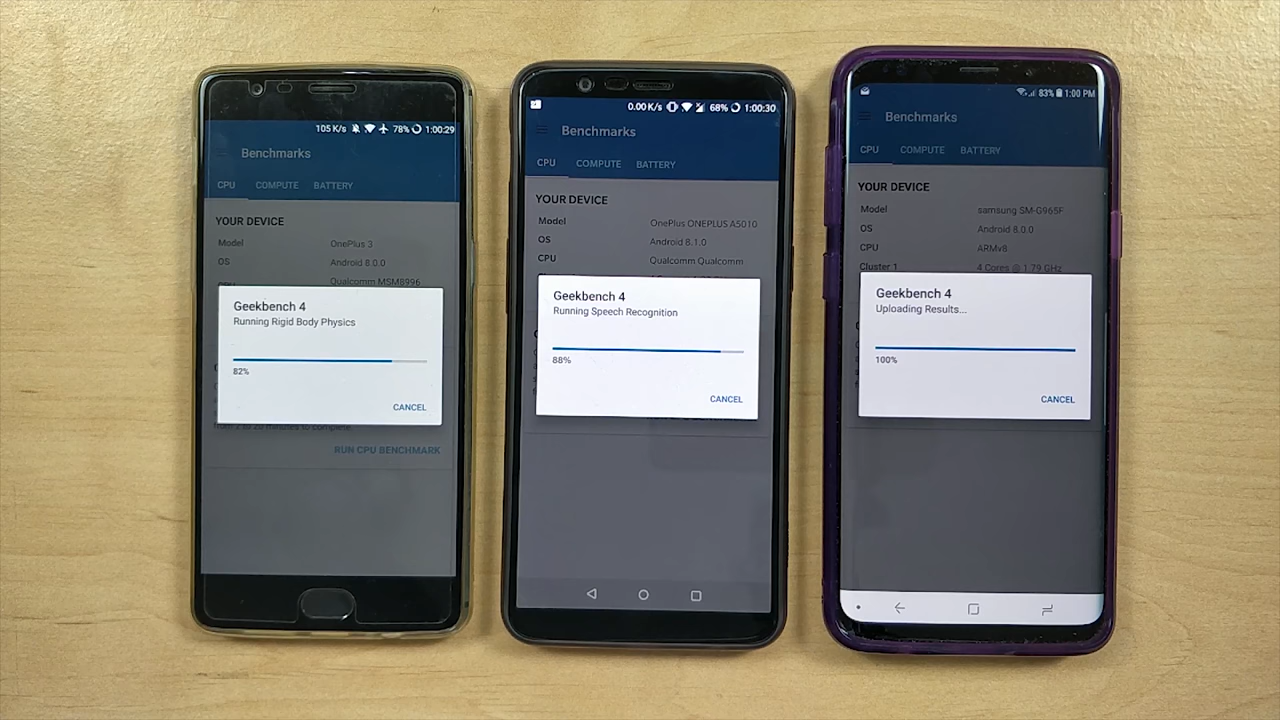 105 K/s 78% 1:00:29
Benchmarks
CPU COMPUTE BATTERY
YOUR DEVICE
Model OnePlus 3
OS Android 8.0.0
Qualcomm MSM8996
Geekbench 4
Running Rigid Body Physics
82%
CANCEL
RUN CPU BENCHMARK
0.00 K/s 68% 1:00:30
Benchmarks
CPU COMPUTE BATTERY
YOUR DEVICE
Model OnePlus ONEPLUS A5010
OS Android 8.1.0
CPU Qualcomm Qualcomm
Geekbench 4
Running Speech Recognition
88%
CANCEL
83% 1:00 PM
Benchmarks
CPU COMPUTE BATTERY
YOUR DEVICE
Model samsung SM-G965F
OS Android 8.0.0
CPU ARMv8
Cluster 1 4 Cores @ 1.79 GHz
Geekbench 4
Uploading Results...
100%
CANCEL